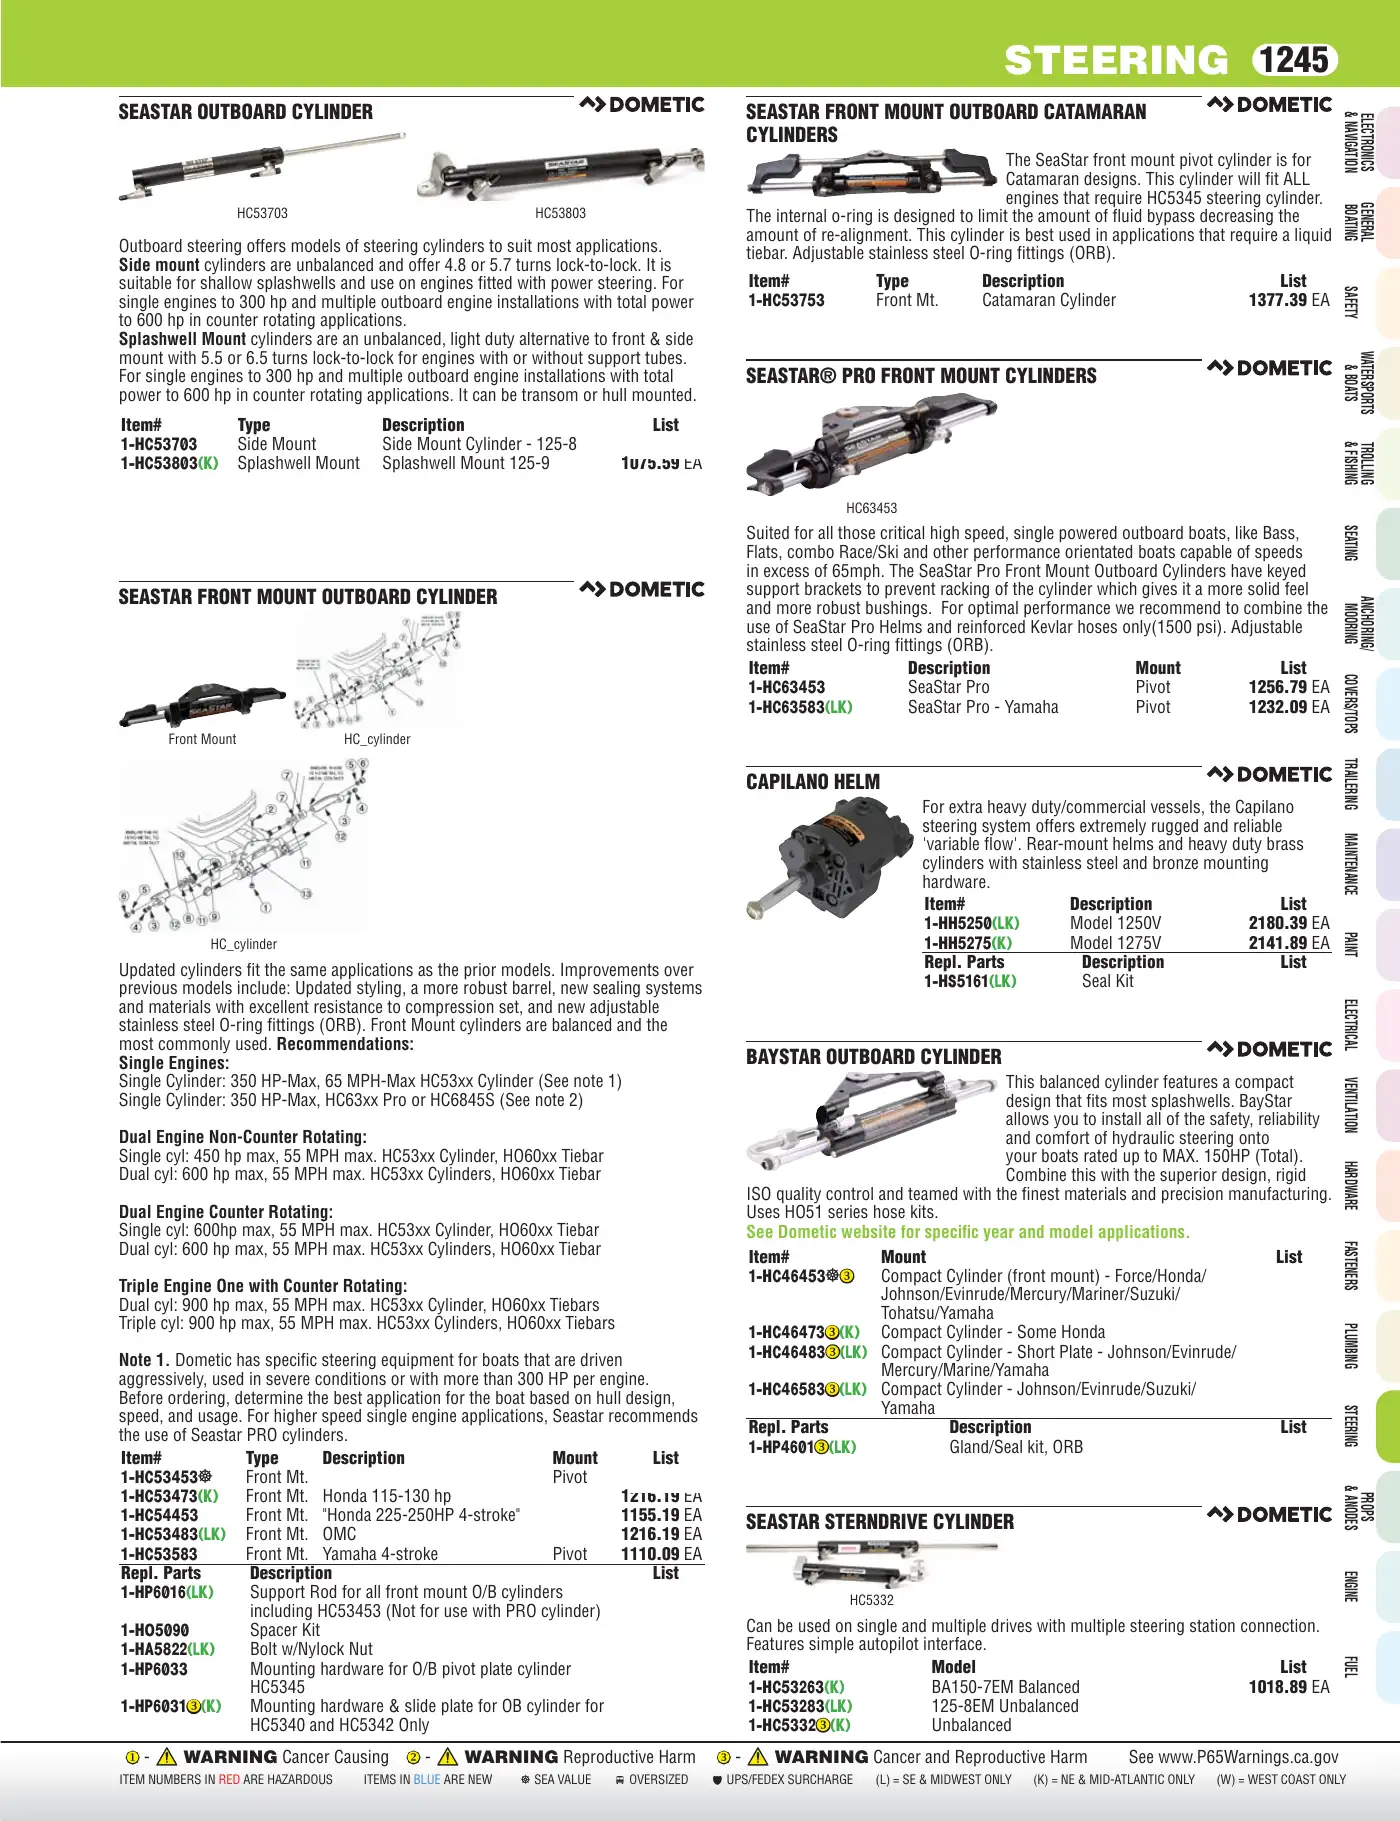 STEERING 1245
SEASTAR OUTBOARD CYLINDER
DOMETIC
HC53703
HC53803
Outboard steering offers models of steering cylinders to suit most applications.
Side mount cylinders are unbalanced and offer 4.8 or 5.7 turns lock-to-lock. It is
suitable for shallow splashwells and use on engines fitted with power steering. For
single engines to 300 hp and multiple outboard engine installations with total power
to 600 hp in counter rotating applications.
Splashwell Mount cylinders are an unbalanced, light duty alternative to front & side
mount with 5.5 or 6.5 turns lock-to-lock for engines with or without support tubes.
For single engines to 300 hp and multiple outboard engine installations with total
power to 600 hp in counter rotating applications. It can be transom or hull mounted.
Item# Type Description List
1-HC53703 Side Mount Side Mount Cylinder - 125-8
1-HC53803(K) Splashwell Mount Splashwell Mount 125-9 1075.59 EA
SEASTAR FRONT MOUNT OUTBOARD CYLINDER
DOMETIC
Front Mount
HC_cylinder
HC_cylinder
Updated cylinders fit the same applications as the prior models. Improvements over
previous models include: Updated styling, a more robust barrel, new sealing systems
and materials with excellent resistance to compression set, and new adjustable
stainless steel O-ring fittings (ORB). Front Mount cylinders are balanced and the
most commonly used. Recommendations:
Single Engines:
Single Cylinder: 350 HP-Max, 65 MPH-Max HC53xx Cylinder (See note 1)
Single Cylinder: 350 HP-Max, HC63xx Pro or HC6845S (See note 2)
Dual Engine Non-Counter Rotating:
Single cyl: 450 hp max, 55 MPH max. HC53xx Cylinder, HO60xx Tiebar
Dual cyl: 600 hp max, 55 MPH max. HC53xx Cylinders, HO60xx Tiebar
Dual Engine Counter Rotating:
Single cyl: 600hp max, 55 MPH max. HC53xx Cylinder, HO60xx Tiebar
Dual cyl: 600 hp max, 55 MPH max. HC53xx Cylinders, HO60xx Tiebar
Triple Engine One with Counter Rotating:
Dual cyl: 900 hp max, 55 MPH max. HC53xx Cylinder, HO60xx Tiebars
Triple cyl: 900 hp max, 55 MPH max. HC53xx Cylinders, HO60xx Tiebars
Note 1. Dometic has specific steering equipment for boats that are driven
aggressively, used in severe conditions or with more than 300 HP per engine.
Before ordering, determine the best application for the boat based on hull design,
speed, and usage. For higher speed single engine applications, Seastar recommends
the use of Seastar PRO cylinders.
Item# Type Description Mount List
1-HC53453 Front Mt. Pivot
1-HC53473(K) Front Mt. Honda 115-130 hp 1216.19 EA
1-HC54453 Front Mt. "Honda 225-250HP 4-stroke" 1155.19 EA
1-HC53483(LK) Front Mt. OMC 1216.19 EA
1-HC53583 Front Mt. Yamaha 4-stroke Pivot 1110.09 EA
Repl. Parts Description List
1-HP6016(LK) Support Rod for all front mount O/B cylinders
including HC53453 (Not for use with PRO cylinder)
1-HO5090 Spacer Kit
1-HA5822(LK) Bolt w/Nylock Nut
1-HP6033 Mounting hardware for O/B pivot plate cylinder
HC5345
1-HP6031 3 (K) Mounting hardware & slide plate for OB cylinder for
HC5340 and HC5342 Only
SEASTAR FRONT MOUNT OUTBOARD CATAMARAN
CYLINDERS
DOMETIC
The SeaStar front mount pivot cylinder is for
Catamaran designs. This cylinder will fit ALL
engines that require HC5345 steering cylinder.
The internal o-ring is designed to limit the amount of fluid bypass decreasing the
amount of re-alignment. This cylinder is best used in applications that require a liquid
tiebar. Adjustable stainless steel O-ring fittings (ORB).
Item# Type Description List
1-HC53753 Front Mt. Catamaran Cylinder 1377.39 EA
SEASTAR® PRO FRONT MOUNT CYLINDERS
DOMETIC
HC63453
Suited for all those critical high speed, single powered outboard boats, like Bass,
Flats, combo Race/Ski and other performance orientated boats capable of speeds
in excess of 65mph. The SeaStar Pro Front Mount Outboard Cylinders have keyed
support brackets to prevent racking of the cylinder which gives it a more solid feel
and more robust bushings. For optimal performance we recommend to combine the
use of SeaStar Pro Helms and reinforced Kevlar hoses only(1500 psi). Adjustable
stainless steel O-ring fittings (ORB).
Item# Description Mount List
1-HC63453 SeaStar Pro Pivot 1256.79 EA
1-HC63583(LK) SeaStar Pro - Yamaha Pivot 1232.09 EA
CAPILANO HELM
DOMETIC
For extra heavy duty/commercial vessels, the Capilano
steering system offers extremely rugged and reliable
'variable flow'. Rear-mount helms and heavy duty brass
cylinders with stainless steel and bronze mounting
hardware.
Item# Description List
1-HH5250(LK) Model 1250V 2180.39 EA
1-HH5275(K) Model 1275V 2141.89 EA
Repl. Parts Description List
1-HS5161(LK) Seal Kit
BAYSTAR OUTBOARD CYLINDER
DOMETIC
This balanced cylinder features a compact
design that fits most splashwells. BayStar
allows you to install all of the safety, reliability
and comfort of hydraulic steering onto
your boats rated up to MAX. 150HP (Total).
Combine this with the superior design, rigid
ISO quality control and teamed with the finest materials and precision manufacturing.
Uses HO51 series hose kits.
See Dometic website for specific year and model applications.
Item# Mount List
1-HC46453 3 Compact Cylinder (front mount) - Force/Honda/
Johnson/Evinrude/Mercury/Mariner/Suzuki/
Tohatsu/Yamaha
1-HC46473 3 (K) Compact Cylinder - Some Honda
1-HC46483 3 (LK) Compact Cylinder - Short Plate - Johnson/Evinrude/
Mercury/Marine/Yamaha
1-HC46583 3 (LK) Compact Cylinder - Johnson/Evinrude/Suzuki/
Yamaha
Repl. Parts Description List
1-HP4601 3 (LK) Gland/Seal kit, ORB
SEASTAR STERNDRIVE CYLINDER
DOMETIC
HC5332
Can be used on single and multiple drives with multiple steering station connection.
Features simple autopilot interface.
Item# Model List
1-HC53263(K) BA150-7EM Balanced 1018.89 EA
1-HC53283(LK) 125-8EM Unbalanced
1-HC5332 3 (K) Unbalanced
ELECTRONICS
& NAVIGATION
GENERAL
BOATING
SAFETY
WATERSPORTS
& BOATS
TROLLING
& FISHING
SEATING
ANCHORING/
MOORING
COVERS/TOPS
TRAILERING
MAINTENANCE
PAINT
ELECTRICAL
VENTILATION
HARDWARE
FASTENERS
PLUMBING
STEERING
PROPS
& ANODES
ENGINE
FUEL
1 - WARNING Cancer Causing 2 - WARNING Reproductive Harm 3 - WARNING Cancer and Reproductive Harm See www.P65Warnings.ca.gov
ITEM NUMBERS IN RED ARE HAZARDOUS ITEMS IN BLUE ARE NEW SEA VALUE OVERSIZED UPS/FEDEX SURCHARGE (L) = SE & MIDWEST ONLY (K) = NE & MID-ATLANTIC ONLY (W) = WEST COAST ONLY